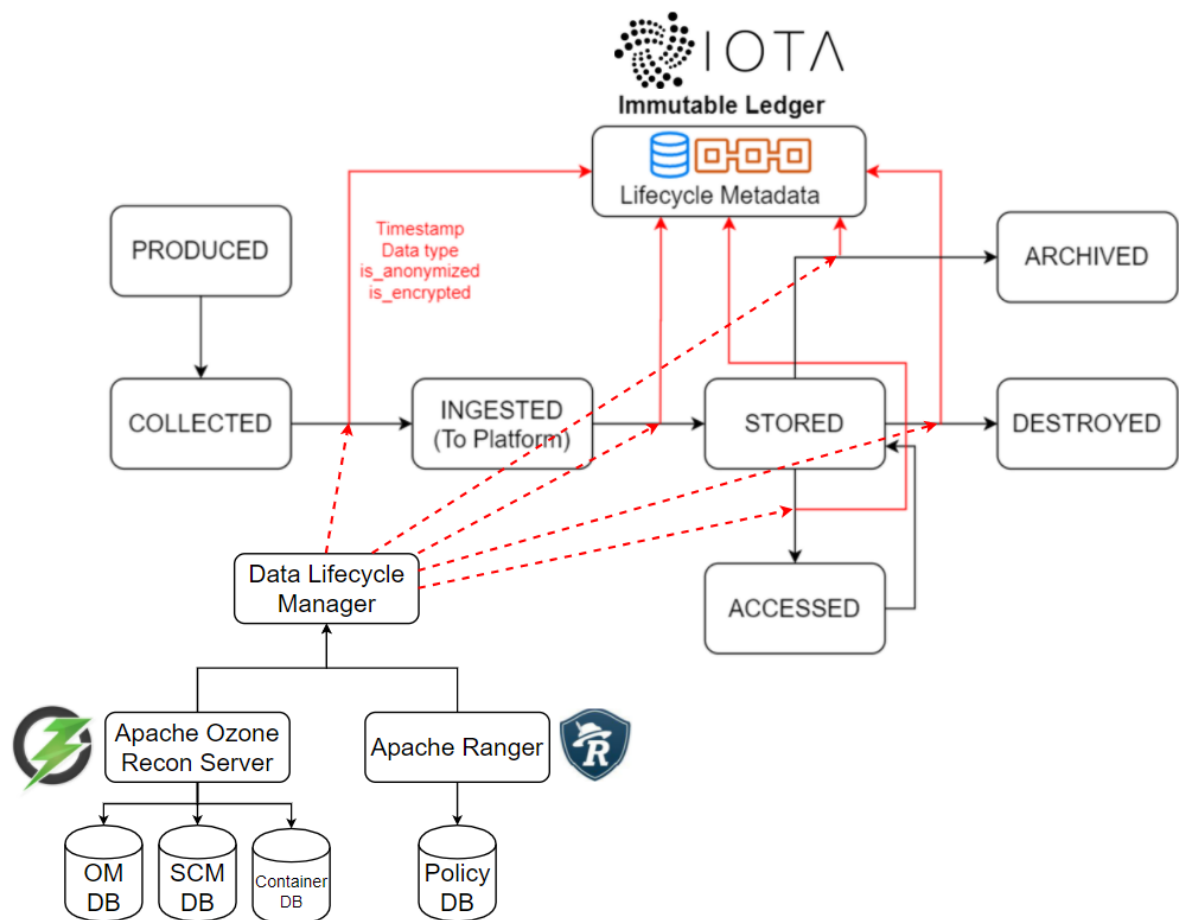 IOTA
Immutable Ledger
Lifecycle Metadata
PRODUCED
Timestamp
Data type
is_anonymized
is_encrypted
ARCHIVED
COLLECTED
INGESTED
(To Platform)
STORED
DESTROYED
Data Lifecycle
Manager
ACCESSED
Apache Ozone
Recon Server
Apache Ranger
R
OM
DB
SCM
DB
Container
DB
Policy
DB